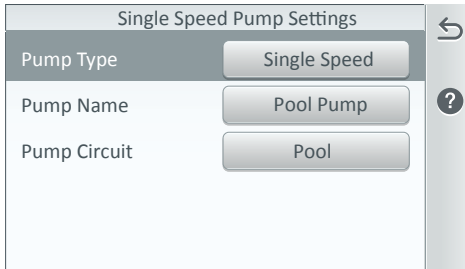 Single Speed Pump Settings
Pump Type Single Speed
Pump Name Pool Pump
?
Pump Circuit Pool